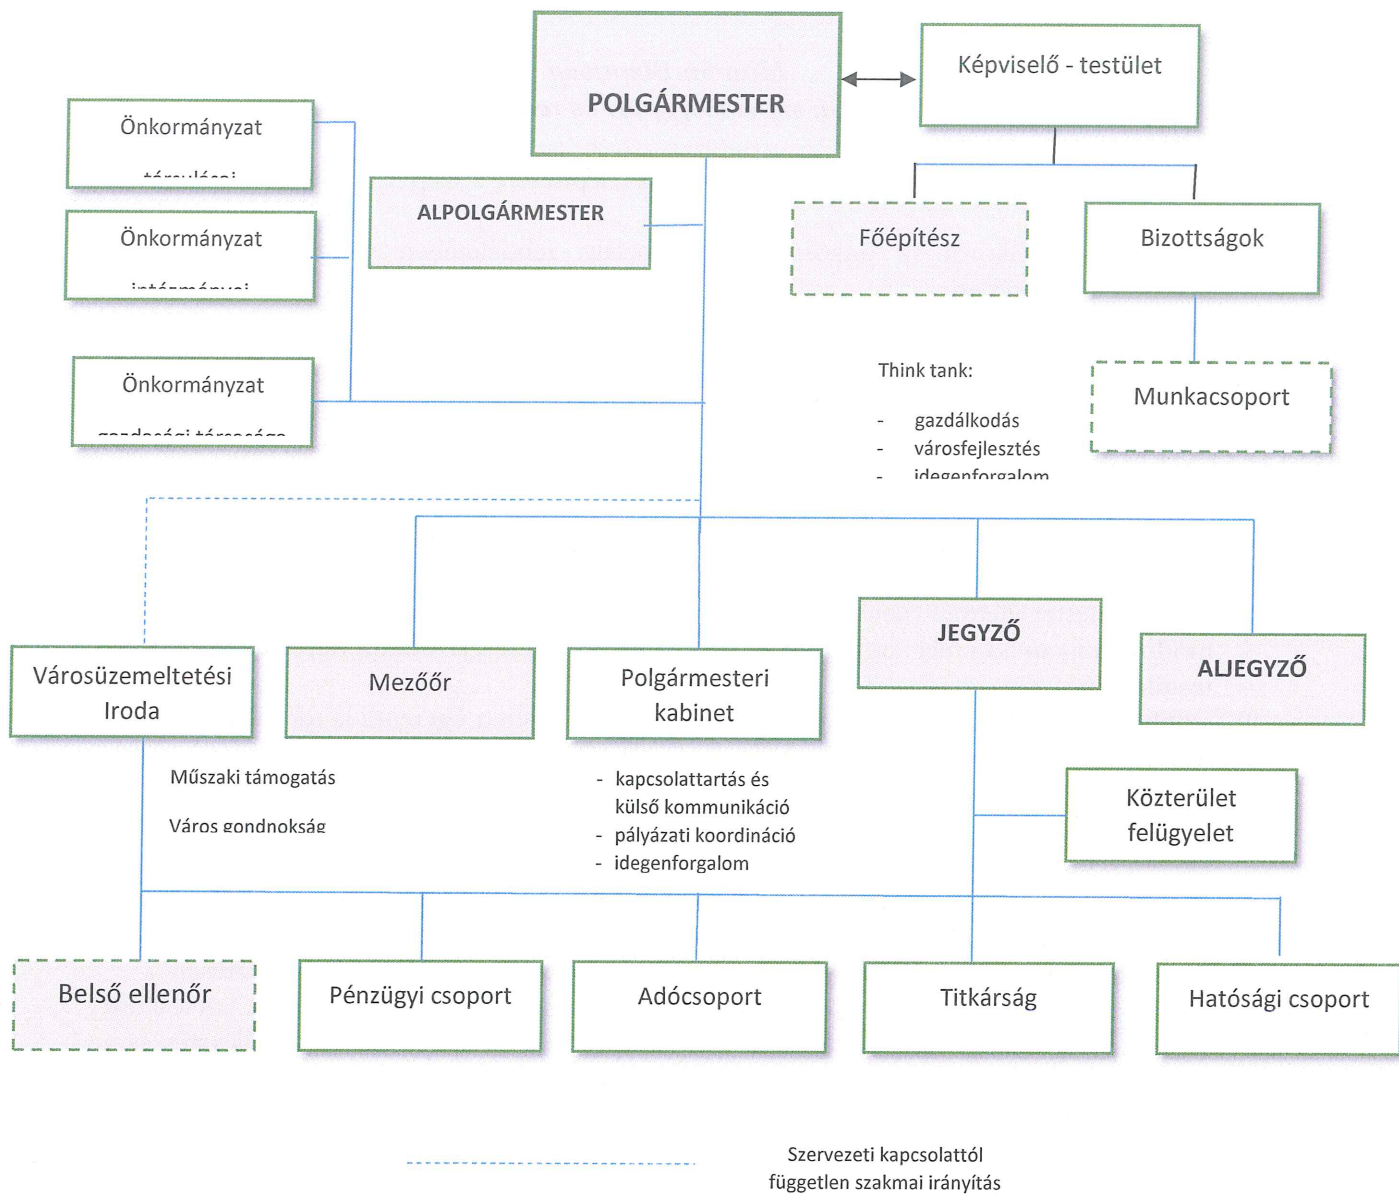 POLGÁRMESTER
Képviselő - testület
Önkormányzat
ALPOLGÁRMESTER
Önkormányzat
Főépítész
Bizottságok
Önkormányzat
Think tank:
- gazdálkodás
- városfejlesztés
- idegenforgalom
Munkacsoport
Városüzemeltetési
Iroda
Mezőőr
Polgármesteri
kabinet
JEGYZŐ
ALJEGYZŐ
Műszaki támogatás
Város gondnokság
- kapcsolattartás és
külső kommunikáció
- pályázati koordináció
- idegenforgalom
Közterület
felügyelet
Belső ellenőr
Pénzügyi csoport
Adócsoport
Titkárság
Hatósági csoport
Szervezeti kapcsolattól
független szakmai irányítás